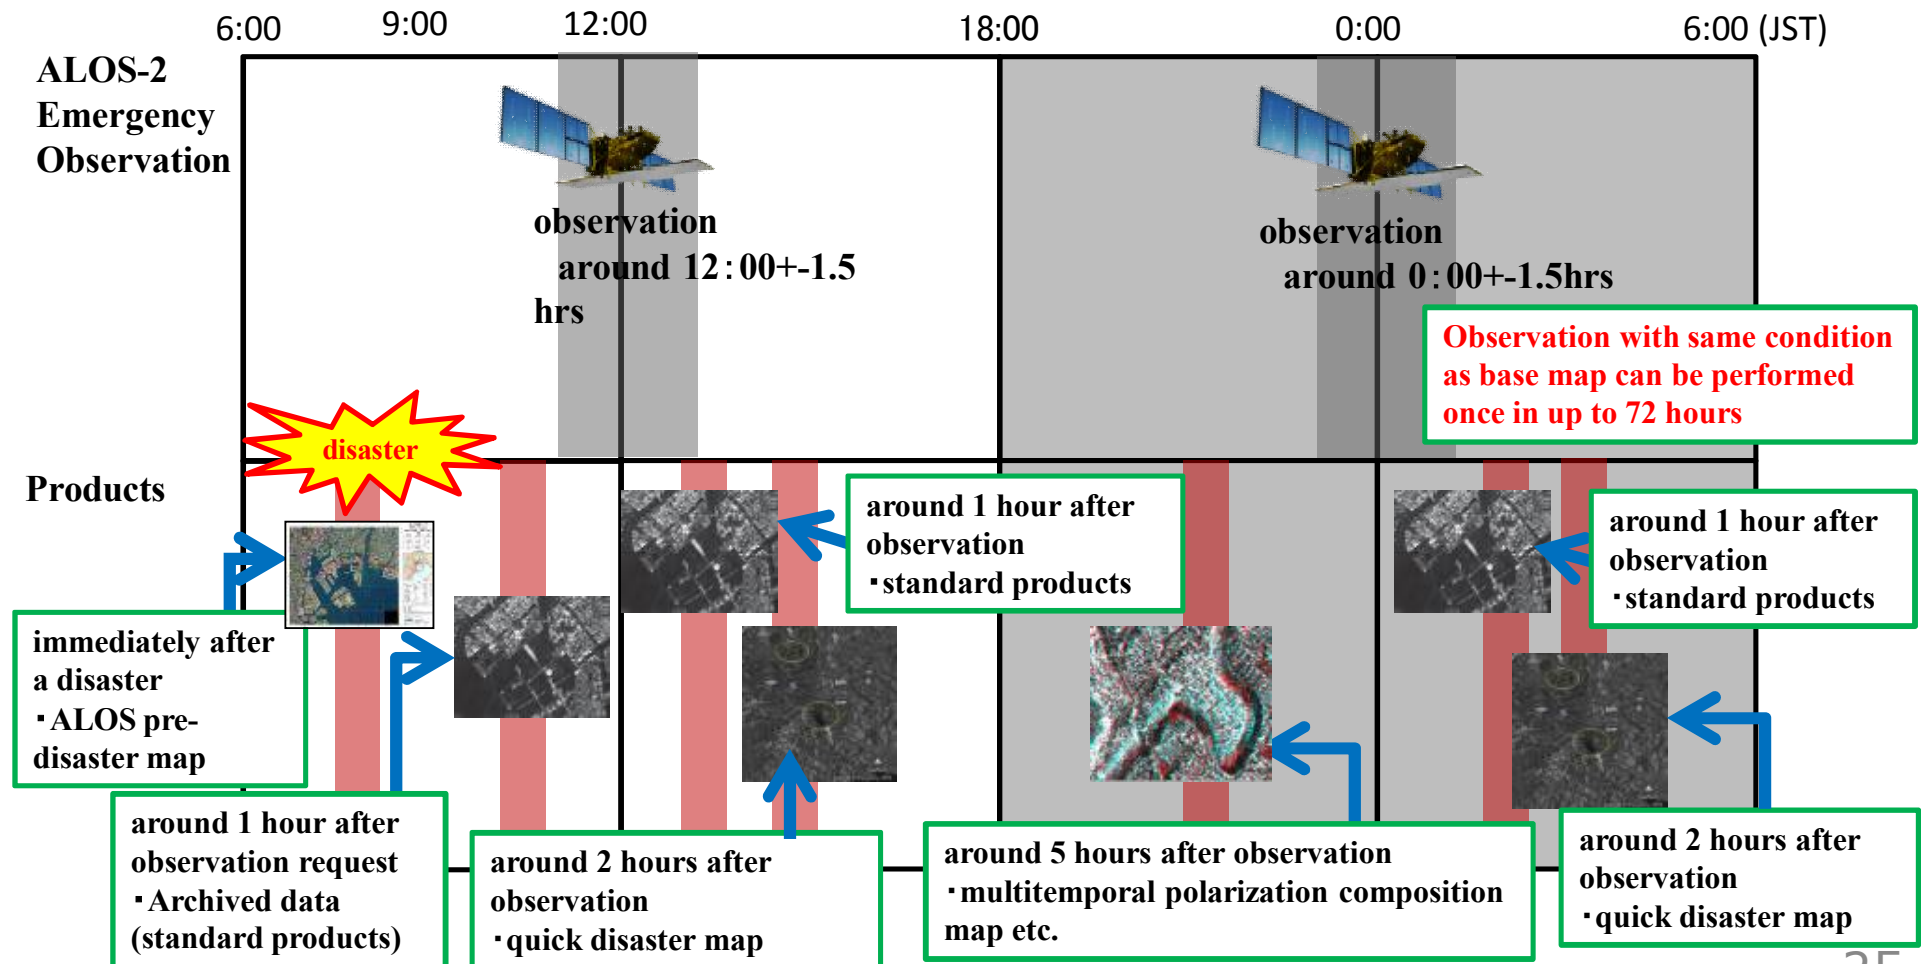 6:00
9:00
12:00
18:00
0:00
6:00 (JST)
ALOS-2
Emergency
Observation
observation
around 12:00+-1.5
hrs
observation
around 0:00+-1.5hrs
Observation with same condition
as base map can be performed
once in up to 72 hours
disaster
Products
around 1 hour after
observation
・standard products
around 1 hour after
observation
・standard products
immediately after
a disaster
・ALOS pre-
disaster map
around 1 hour after
observation request
・Archived data
(standard products)
around 2 hours after
observation
・quick disaster map
around 5 hours after observation
・multitemporal polarization composition
map etc.
around 2 hours after
observation
・quick disaster map